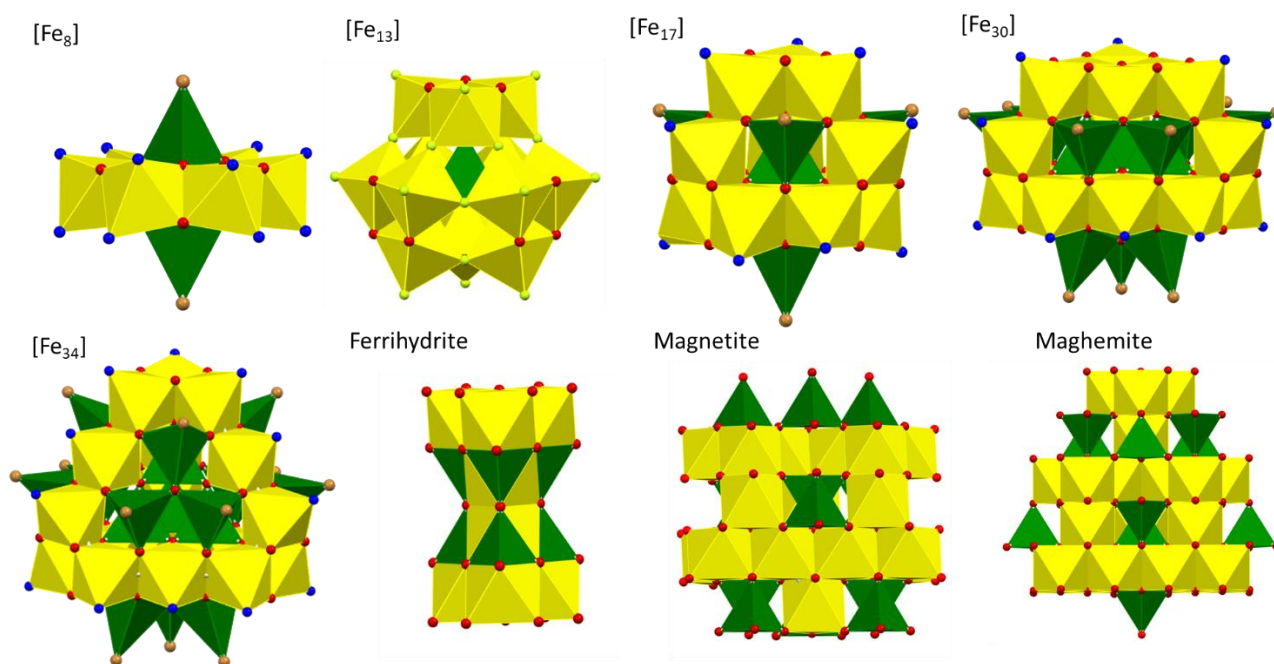 [Fe₈]
[Fe₁₃]
[Fe₁₇]
[Fe₃₀]
[Fe₃₄]
Ferrihydrite
Magnetite
Maghemite